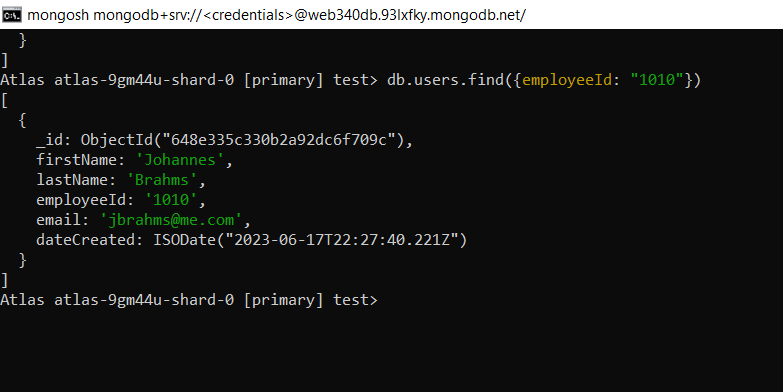 C:\. mongosh mongodb+srv://<credentials>@web340db.93lxfky.mongodb.net/
  }
]
Atlas atlas-9gm44u-shard-0 [primary] test> db.users.find({employeeId: "1010"})
[
  {
    _id: ObjectId("648e335c330b2a92dc6f709c"),
    firstName: 'Johannes',
    lastName: 'Brahms',
    employeeId: '1010',
    email: 'jbrahms@me.com',
    dateCreated: ISODate("2023-06-17T22:27:40.221Z")
  }
]
Atlas atlas-9gm44u-shard-0 [primary] test>